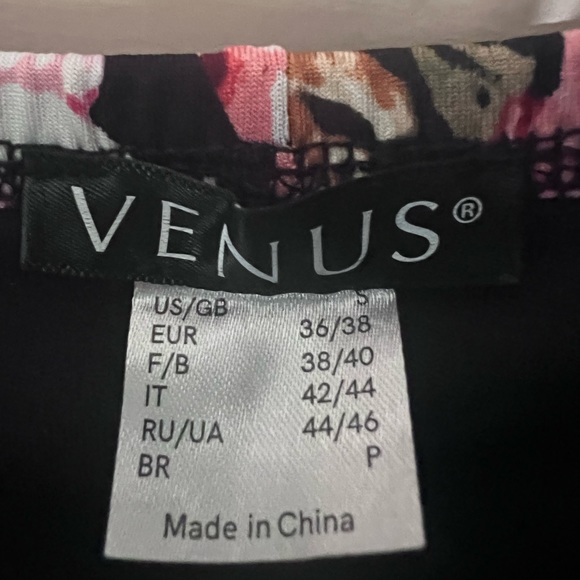 VENUS®
US/GB S
EUR 36/38
F/B 38/40
IT 42/44
RU/UA 44/46
BR P
Made in China